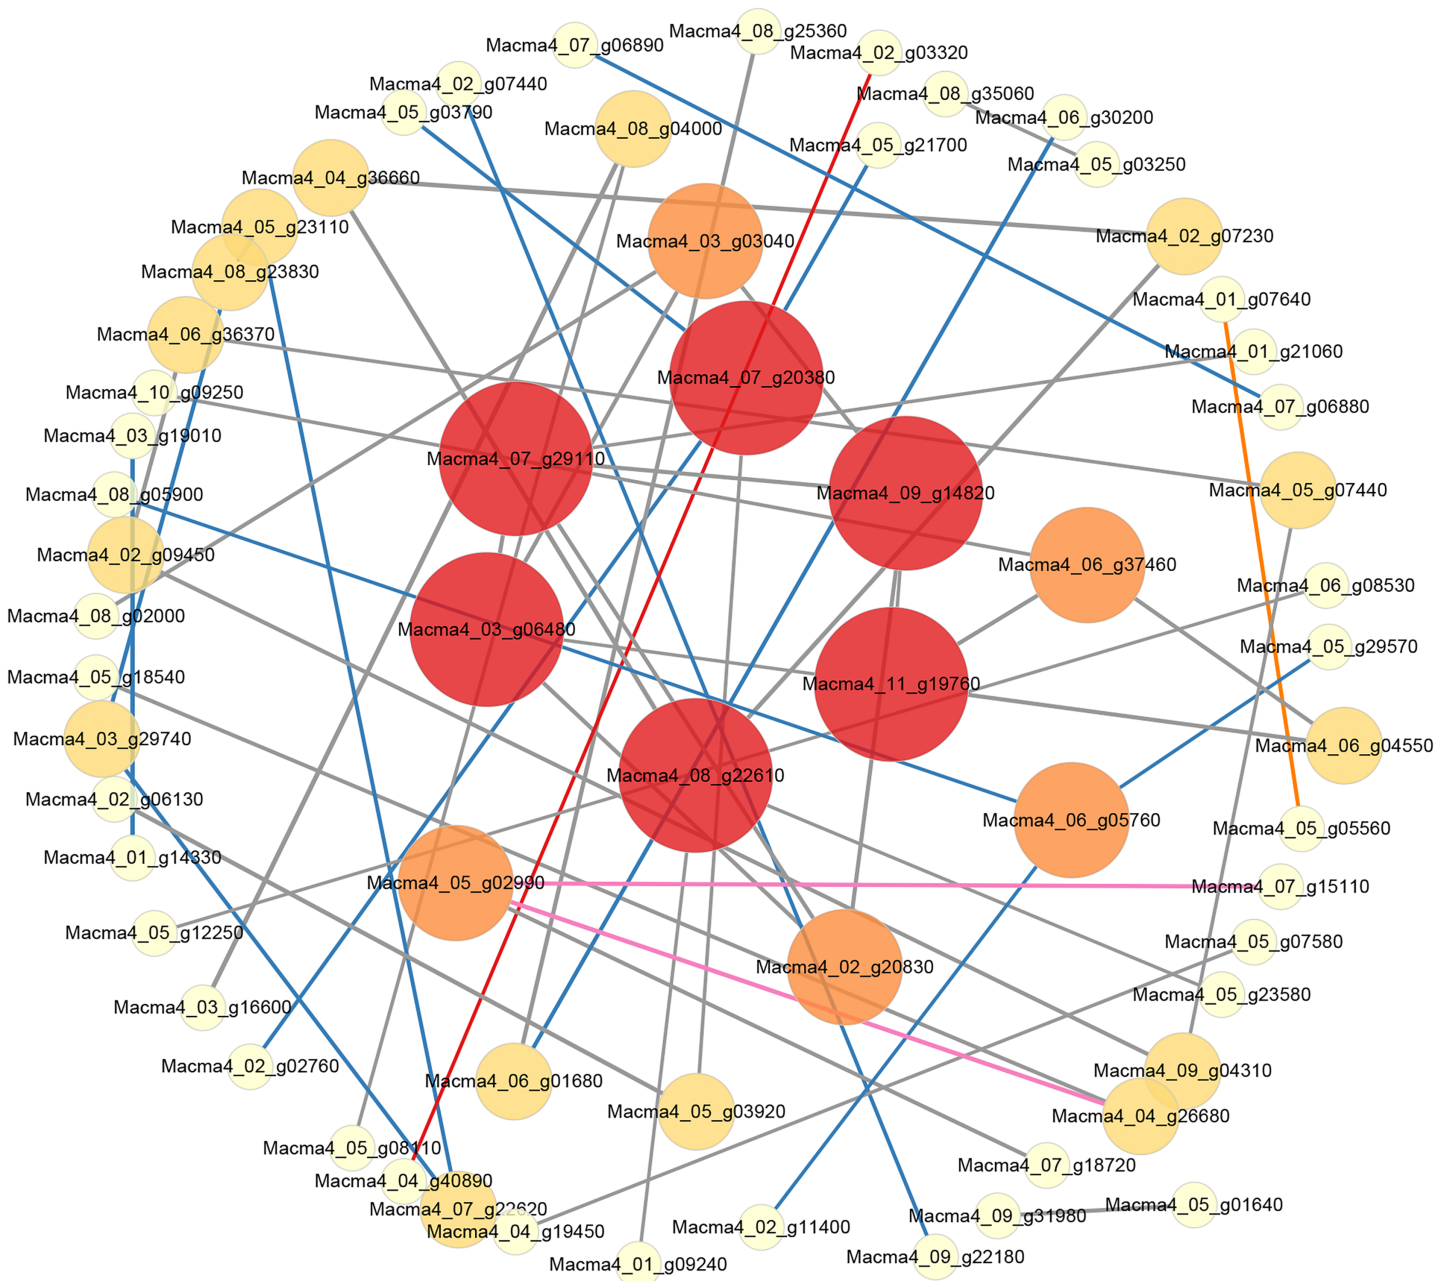 Macma4_08_g25360
Macma4_07_g06890
Macma4_02_g03320
Macma4_02_g07440
Macma4_08_g35060
Macma4_05_g03790
Macma4_06_g30200
Macma4_08_g04000
Macma4_05_g21700
Macma4_05_g03250
Macma4_04_g36660
Macma4_05_g23110
Macma4_02_g07230
Macma4_03_g03040
Macma4_08_g23830
Macma4_01_g07640
Macma4_06_g36370
Macma4_01_g21060
Macma4_07_g20380
Macma4_10_g09250
Macma4_07_g06880
Macma4_03_g19010
Macma4_07_g29110
Macma4_05_g07440
Macma4_09_g14820
Macma4_08_g05900
Macma4_02_g09450
Macma4_06_g37460
Macma4_06_g08530
Macma4_08_g02000
Macma4_03_g06480
Macma4_05_g29570
Macma4_05_g18540
Macma4_11_g19760
Macma4_03_g29740
Macma4_06_g04550
Macma4_08_g22610
Macma4_02_g06130
Macma4_06_g05760
Macma4_05_g05560
Macma4_01_g14330
Macma4_05_g02990
Macma4_07_g15110
Macma4_05_g12250
Macma4_05_g07580
Macma4_02_g20830
Macma4_05_g23580
Macma4_03_g16600
Macma4_02_g02760
Macma4_09_g04310
Macma4_06_g01680
Macma4_05_g03920
Macma4_04_g26680
Macma4_05_g08110
Macma4_07_g18720
Macma4_04_g40890
Macma4_05_g01640
Macma4_07_g22620
Macma4_09_g31980
Macma4_02_g11400
Macma4_04_g19450
Macma4_09_g22180
Macma4_01_g09240